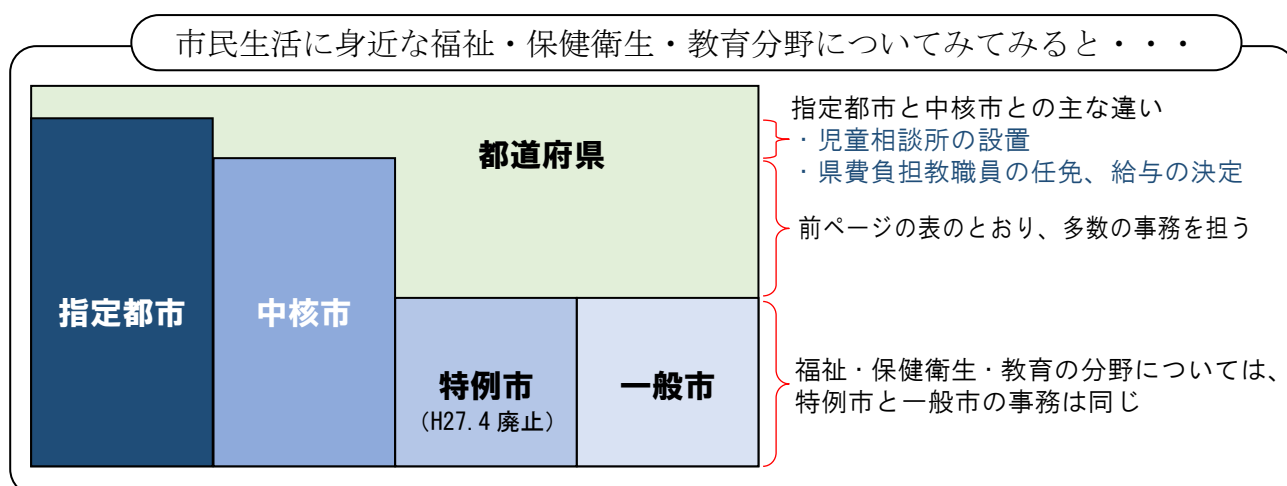 市民生活に身近な福祉・保健衛生・教育分野についてみてみると・・・
都道府県
指定都市
中核市
特例市
（H27.4 廃止）
一般市
指定都市と中核市との主な違い
・児童相談所の設置
・県費負担教職員の任免、給与の決定
前ページの表のとおり、多数の事務を担う
福祉・保健衛生・教育の分野については、
特例市と一般市の事務は同じ